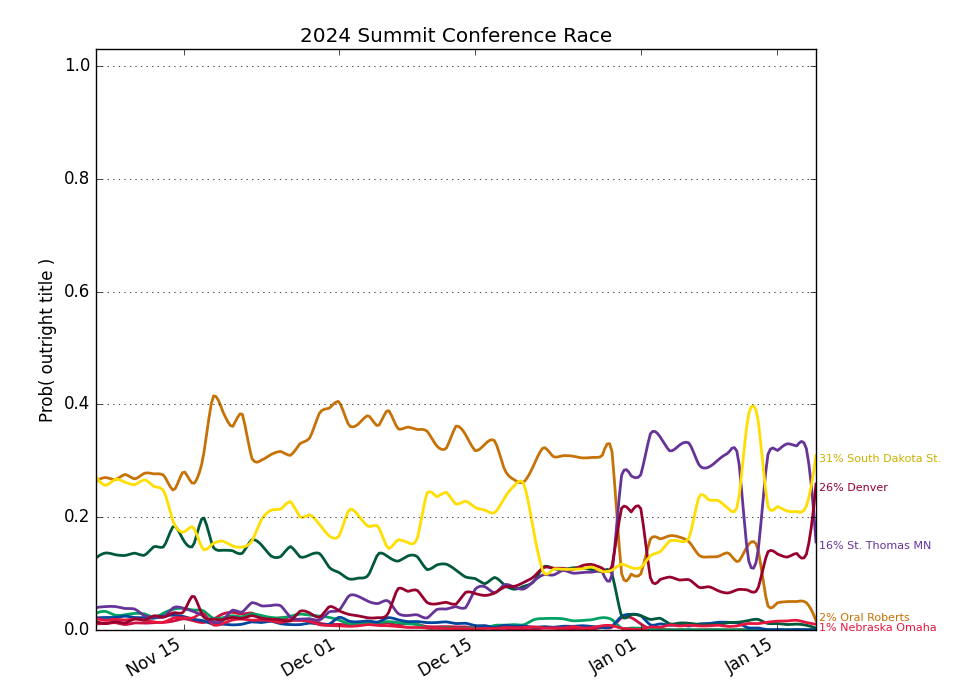 2024 Summit Conference Race
1.0
0.8
0.6
0.4
0.2
0.0
Prob( outright title )
31% South Dakota St.
26% Denver
16% St. Thomas MN
2% Oral Roberts
1% Nebraska Omaha
Nov 15
Dec 01
Dec 15
Jan 01
Jan 15